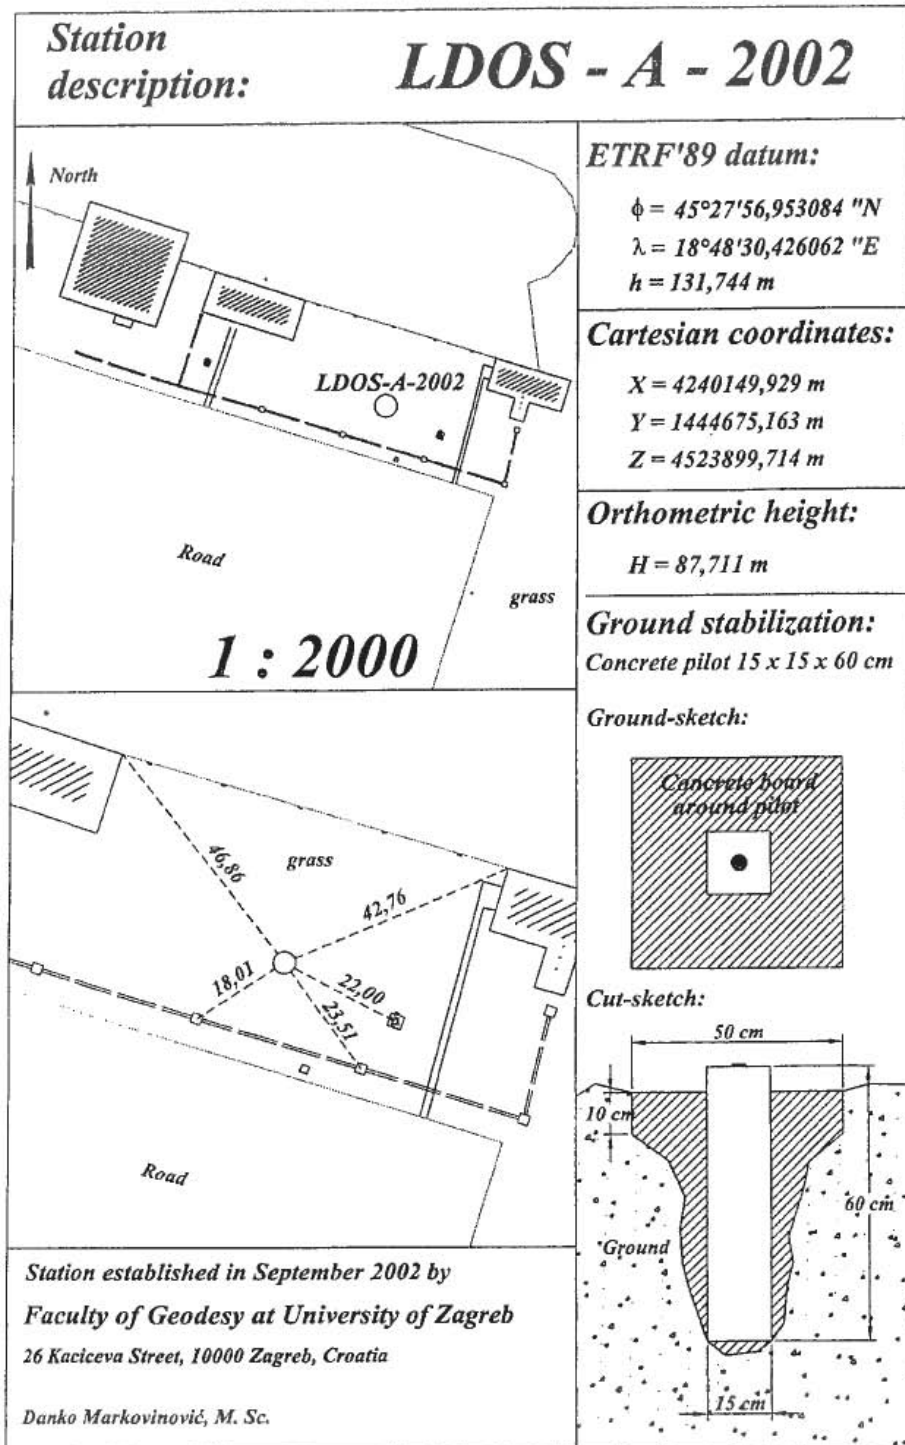 Station
description:
LDOS - A - 2002
North
LDOS-A-2002
Road
grass
1 : 2000
46,86
grass
42,76
18,01
22,00
23,51
Road
Station established in September 2002 by
Faculty of Geodesy at University of Zagreb
26 Kaciceva Street, 10000 Zagreb, Croatia
Danko Markovinović, M. Sc.
ETRF'89 datum:
ϕ = 45°27'56,953084 "N
λ = 18°48'30,426062 "E
h = 131,744 m
Cartesian coordinates:
X = 4240149,929 m
Y = 1444675,163 m
Z = 4523899,714 m
Orthometric height:
H = 87,711 m
Ground stabilization:
Concrete pilot 15 x 15 x 60 cm
Ground-sketch:
Concrete board
around pilot
Cut-sketch:
50 cm
10 cm
60 cm
Ground
15 cm